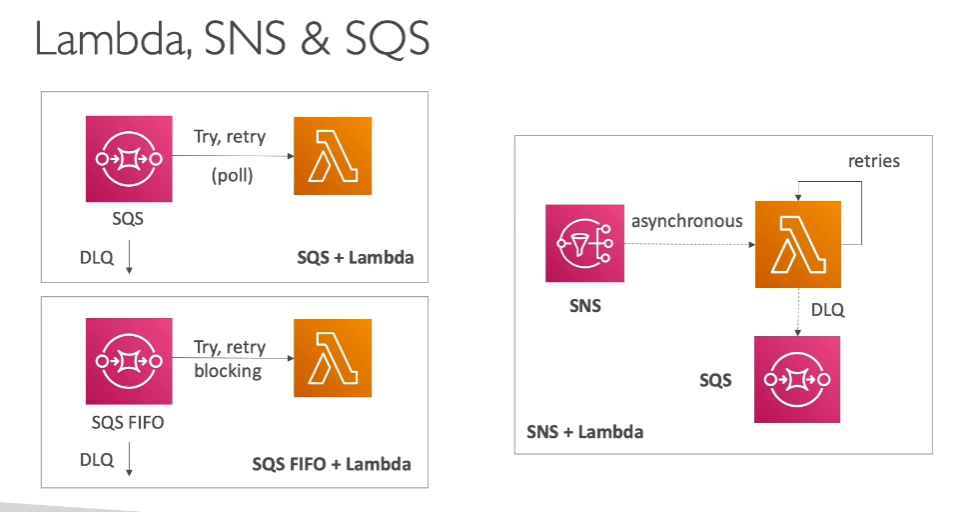 Lambda, SNS & SQS
Try, retry
(poll)
SQS
DLQ
SQS + Lambda
Try, retry
blocking
SQS FIFO
DLQ
SQS FIFO + Lambda
retries
asynchronous
SNS
DLQ
SQS
SNS + Lambda